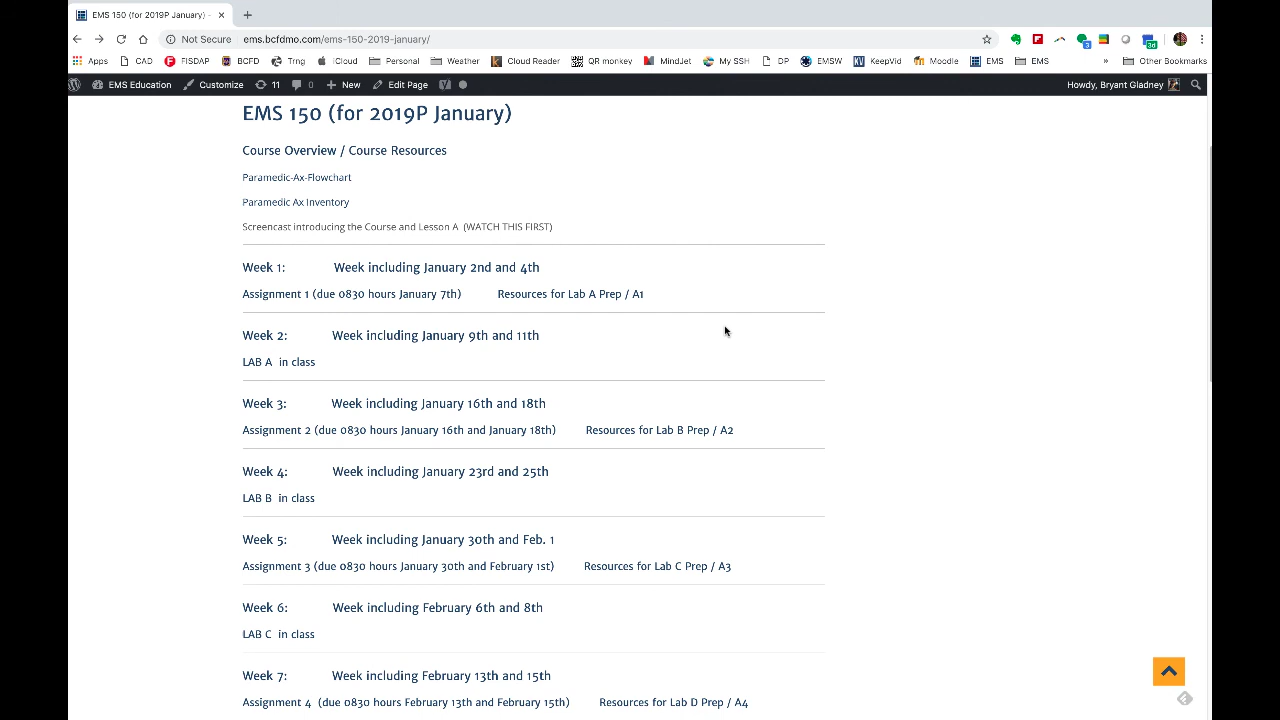 EMS 150 (for 2019P January) -
Not Secure ems.bcfdmo.com/ems-150-2019-january/
Apps CAD FISDAP BCFD Trng iCloud Personal Weather Cloud Reader QR monkey MindJet My SSH DP EMSW KeepVid Moodle EMS EMS » Other Bookmarks
EMS Education Customize 11 0 New Edit Page Howdy, Bryant Gladney
EMS 150 (for 2019P January)
Course Overview / Course Resources
Paramedic-Ax-Flowchart
Paramedic Ax Inventory
Screencast introducing the Course and Lesson A (WATCH THIS FIRST)
Week 1: Week including January 2nd and 4th
Assignment 1 (due 0830 hours January 7th) Resources for Lab A Prep / A1
Week 2: Week including January 9th and 11th
LAB A in class
Week 3: Week including January 16th and 18th
Assignment 2 (due 0830 hours January 16th and January 18th) Resources for Lab B Prep / A2
Week 4: Week including January 23rd and 25th
LAB B in class
Week 5: Week including January 30th and Feb. 1
Assignment 3 (due 0830 hours January 30th and February 1st) Resources for Lab C Prep / A3
Week 6: Week including February 6th and 8th
LAB C in class
Week 7: Week including February 13th and 15th
Assignment 4 (due 0830 hours February 13th and February 15th) Resources for Lab D Prep / A4